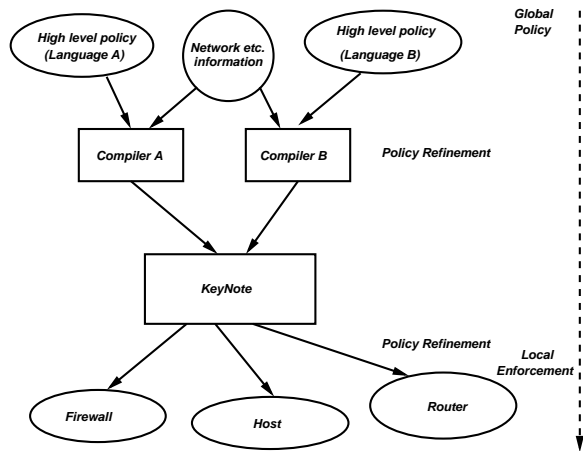 Global
Policy
High level policy
(Language A)
Network etc.
information
High level policy
(Language B)
Compiler A
Compiler B
Policy Refinement
KeyNote
Policy Refinement
Local
Enforcement
Firewall
Host
Router